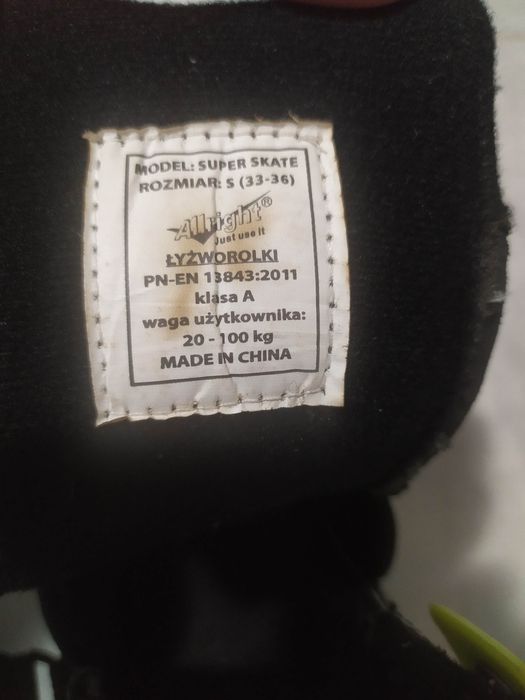 MODEL: SUPER SKATE
ROZMIAR: S (33-36)
Allright®
Just use it
ŁYŻWOROLKI
PN-EN 13843:2011
klasa A
waga użytkownika:
20 - 100 kg
MADE IN CHINA